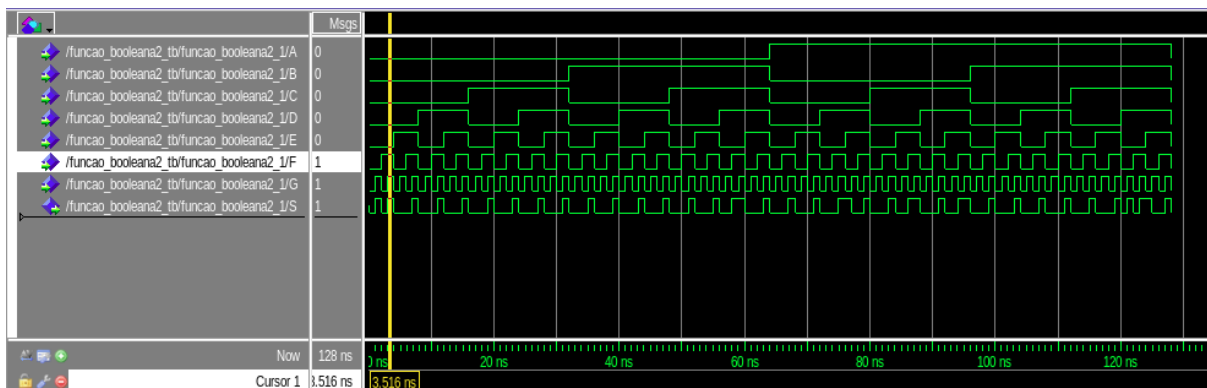 Msgs
/funcao_booleana2_tb/funcao_booleana2_1/A 0
/funcao_booleana2_tb/funcao_booleana2_1/B 0
/funcao_booleana2_tb/funcao_booleana2_1/C 0
/funcao_booleana2_tb/funcao_booleana2_1/D 0
/funcao_booleana2_tb/funcao_booleana2_1/E 0
/funcao_booleana2_tb/funcao_booleana2_1/F 1
/funcao_booleana2_tb/funcao_booleana2_1/G 1
/funcao_booleana2_tb/funcao_booleana2_1/S 1
Now 128 ns ns 20 ns 40 ns 60 ns 80 ns 100 ns 120 ns
Cursor 1 3.516 ns 3.516 ns